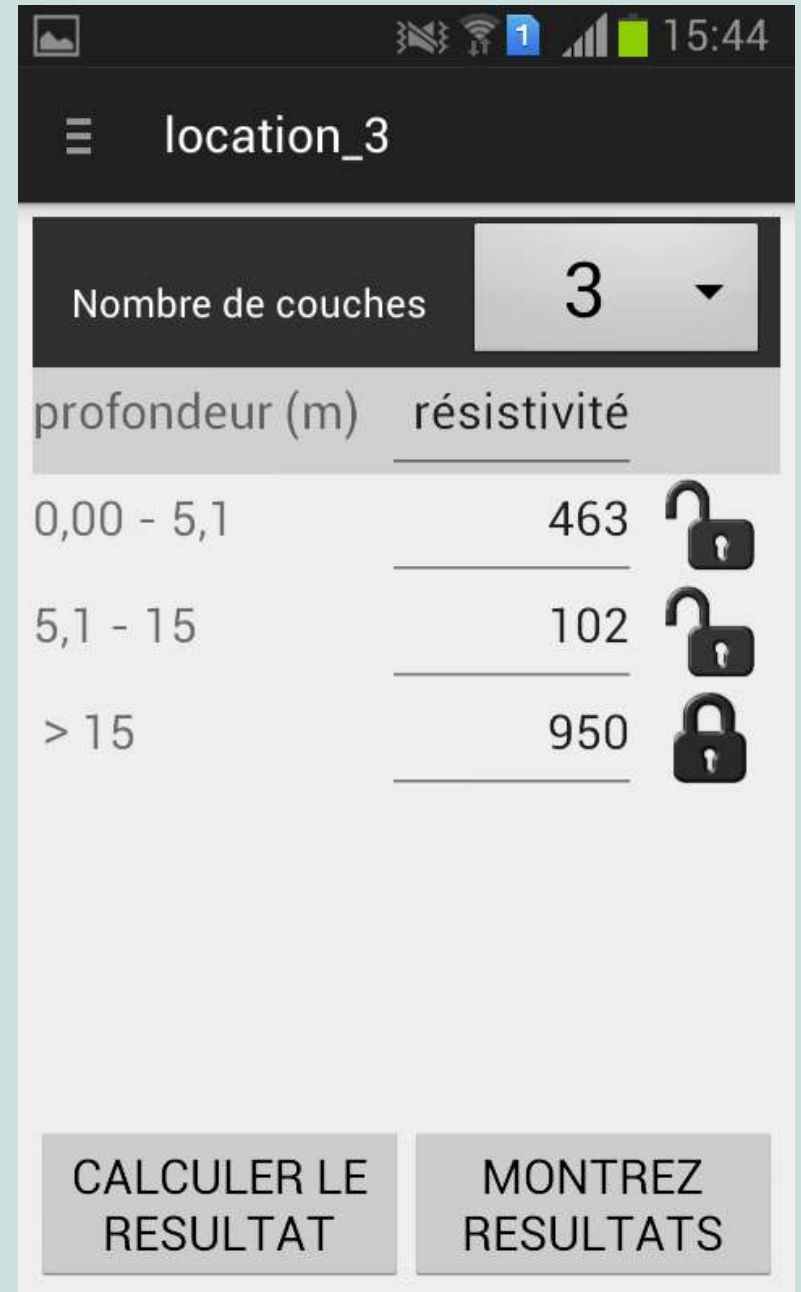 1 15:44
location_3
Nombre de couches 3
profondeur (m) résistivité
0,00 - 5,1 463
5,1 - 15 102
> 15 950
CALCULER LE RESULTAT
MONTREZ RESULTATS